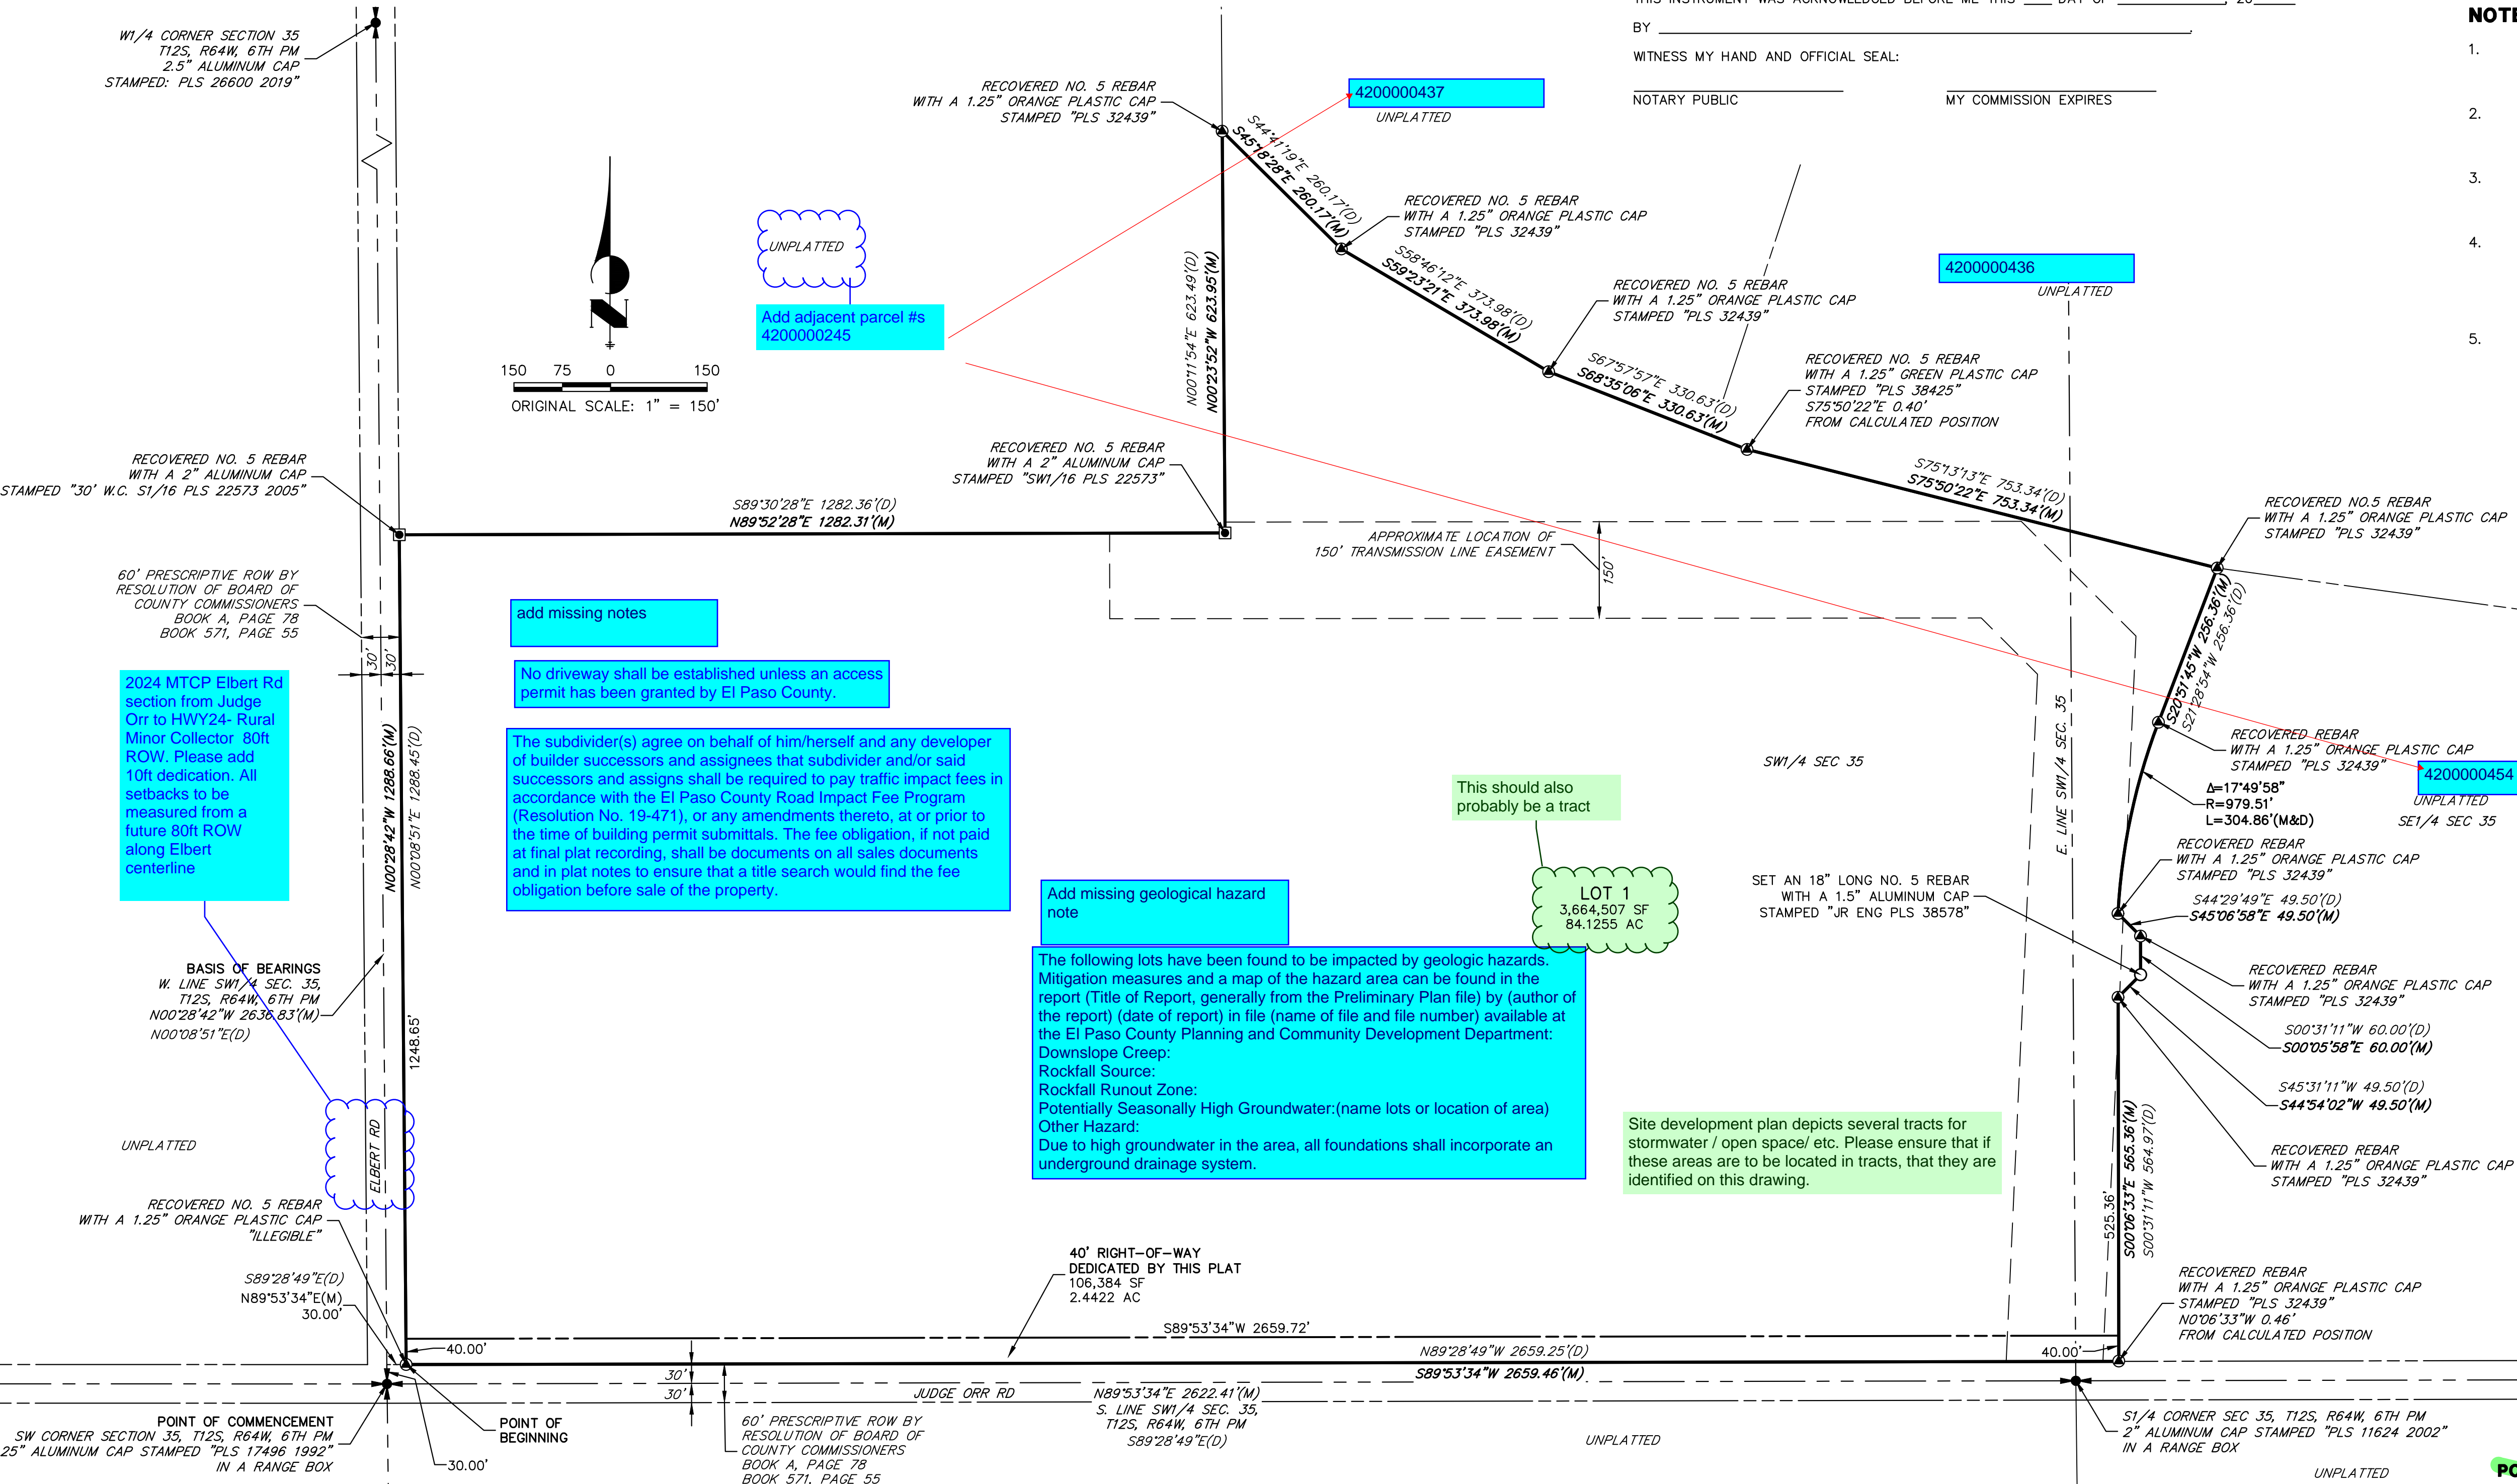 THIS INSTRUMENT WAS ACKNOWLEDGED BEFORE ME THIS ___ DAY OF ___________, 20____
BY ______________________________.
WITNESS MY HAND AND OFFICIAL SEAL:
NOTARY PUBLIC
MY COMMISSION EXPIRES
NOTE
1.
2.
3.
4.
5.
W1/4 CORNER SECTION 35
T12S, R64W, 6TH PM
2.5" ALUMINUM CAP
STAMPED: PLS 26600 2019"
RECOVERED NO. 5 REBAR
WITH A 1.25" ORANGE PLASTIC CAP
STAMPED "PLS 32439"
4200000437
UNPLATTED
S44°41'19"E 260.17'(D)
S45°18'28"E 260.17'(M)
RECOVERED NO. 5 REBAR
WITH A 1.25" ORANGE PLASTIC CAP
STAMPED "PLS 32439"
UNPLATTED
Add adjacent parcel #s
4200000245
N
150 75 0 150
ORIGINAL SCALE: 1" = 150'
N00°11'54"E 623.49'(D)
N00°23'52"W 623.95'(M)
S58°46'12"E 373.98'(D)
S59°23'21"E 373.98'(M)
RECOVERED NO. 5 REBAR
WITH A 1.25" ORANGE PLASTIC CAP
STAMPED "PLS 32439"
4200000436
UNPLATTED
S67°57'57"E 330.63'(D)
S68°35'06"E 330.63'(M)
RECOVERED NO. 5 REBAR
WITH A 1.25" GREEN PLASTIC CAP
STAMPED "PLS 38425"
S75°50'22"E 0.40'
FROM CALCULATED POSITION
S75°13'13"E 753.34'(D)
S75°50'22"E 753.34'(M)
RECOVERED NO.5 REBAR
WITH A 1.25" ORANGE PLASTIC CAP
STAMPED "PLS 32439"
RECOVERED NO. 5 REBAR
WITH A 2" ALUMINUM CAP
STAMPED "30' W.C. S1/16 PLS 22573 2005"
RECOVERED NO. 5 REBAR
WITH A 2" ALUMINUM CAP
STAMPED "SW1/16 PLS 22573"
S89°30'28"E 1282.36'(D)
N89°52'28"E 1282.31'(M)
APPROXIMATE LOCATION OF
150' TRANSMISSION LINE EASEMENT
150'
60' PRESCRIPTIVE ROW BY
RESOLUTION OF BOARD OF
COUNTY COMMISSIONERS
BOOK A, PAGE 78
BOOK 571, PAGE 55
30'
30'
add missing notes
No driveway shall be established unless an access
permit has been granted by El Paso County.
2024 MTCP Elbert Rd
section from Judge
Orr to HWY24- Rural
Minor Collector 80ft
ROW. Please add
10ft dedication. All
setbacks to be
measured from a
future 80ft ROW
along Elbert
centerline
N00°28'42"W 1288.66'(M)
N00°08'51"E 1288.45'(D)
The subdivider(s) agree on behalf of him/herself and any developer
of builder successors and assignees that subdivider and/or said
successors and assigns shall be required to pay traffic impact fees in
accordance with the El Paso County Road Impact Fee Program
(Resolution No. 19-471), or any amendments thereto, at or prior to
the time of building permit submittals. The fee obligation, if not paid
at final plat recording, shall be documents on all sales documents
and in plat notes to ensure that a title search would find the fee
obligation before sale of the property.
S20°51'45"W 256.36'(M)
S21°28'54"W 256.36'(D)
E. LINE SW1/4 SEC. 35
SW1/4 SEC 35
RECOVERED REBAR
WITH A 1.25" ORANGE PLASTIC CAP
STAMPED "PLS 32439"
4200000454
UNPLATTED
SE1/4 SEC 35
Δ=17°49'58"
R=979.51'
L=304.86'(M&D)
This should also
probably be a tract
LOT 1
3,664,507 SF
84.1255 AC
RECOVERED REBAR
WITH A 1.25" ORANGE PLASTIC CAP
STAMPED "PLS 32439"
SET AN 18" LONG NO. 5 REBAR
WITH A 1.5" ALUMINUM CAP
STAMPED "JR ENG PLS 38578"
S44°29'49"E 49.50'(D)
S45°06'58"E 49.50'(M)
Add missing geological hazard
note
The following lots have been found to be impacted by geologic hazards.
Mitigation measures and a map of the hazard area can be found in the
report (Title of Report, generally from the Preliminary Plan file) by (author of
the report) (date of report) in file (name of file and file number) available at
the El Paso County Planning and Community Development Department:
Downslope Creep:
Rockfall Source:
Rockfall Runout Zone:
Potentially Seasonally High Groundwater:(name lots or location of area)
Other Hazard:
Due to high groundwater in the area, all foundations shall incorporate an
underground drainage system.
BASIS OF BEARINGS
W. LINE SW1/4 SEC. 35,
T12S, R64W, 6TH PM
N00°28'42"W 2636.83'(M)
N00°08'51"E(D)
1248.65'
RECOVERED REBAR
WITH A 1.25" ORANGE PLASTIC CAP
STAMPED "PLS 32439"
S00°31'11"W 60.00'(D)
S00°05'58"E 60.00'(M)
S45°31'11"W 49.50'(D)
S44°54'02"W 49.50'(M)
Site development plan depicts several tracts for
stormwater / open space/ etc. Please ensure that if
these areas are to be located in tracts, that they are
identified on this drawing.
RECOVERED REBAR
WITH A 1.25" ORANGE PLASTIC CAP
STAMPED "PLS 32439"
525.36'
S00°06'33"E 565.36'(M)
S00°31'11"W 564.97'(D)
UNPLATTED
ELBERT RD
RECOVERED NO. 5 REBAR
WITH A 1.25" ORANGE PLASTIC CAP
"ILLEGIBLE"
S89°28'49"E(D)
N89°53'34"E(M)
30.00'
40' RIGHT-OF-WAY
DEDICATED BY THIS PLAT
106,384 SF
2.4422 AC
RECOVERED REBAR
WITH A 1.25" ORANGE PLASTIC CAP
STAMPED "PLS 32439"
N0°06'33"W 0.46'
FROM CALCULATED POSITION
S89°53'34"W 2659.72'
40.00'
N89°28'49"W 2659.25'(D)
40.00'
S89°53'34"W 2659.46'(M)
30'
30'
JUDGE ORR RD
N89°53'34"E 2622.41'(M)
S. LINE SW1/4 SEC. 35,
T12S, R64W, 6TH PM
S89°28'49"E(D)
POINT OF COMMENCEMENT
SW CORNER SECTION 35, T12S, R64W, 6TH PM
25" ALUMINUM CAP STAMPED "PLS 17496 1992"
IN A RANGE BOX
30.00'
POINT OF
BEGINNING
60' PRESCRIPTIVE ROW BY
RESOLUTION OF BOARD OF
COUNTY COMMISSIONERS
BOOK A, PAGE 78
BOOK 571, PAGE 55
UNPLATTED
S1/4 CORNER SEC 35, T12S, R64W, 6TH PM
2" ALUMINUM CAP STAMPED "PLS 11624 2002"
IN A RANGE BOX
UNPLATTED
PO